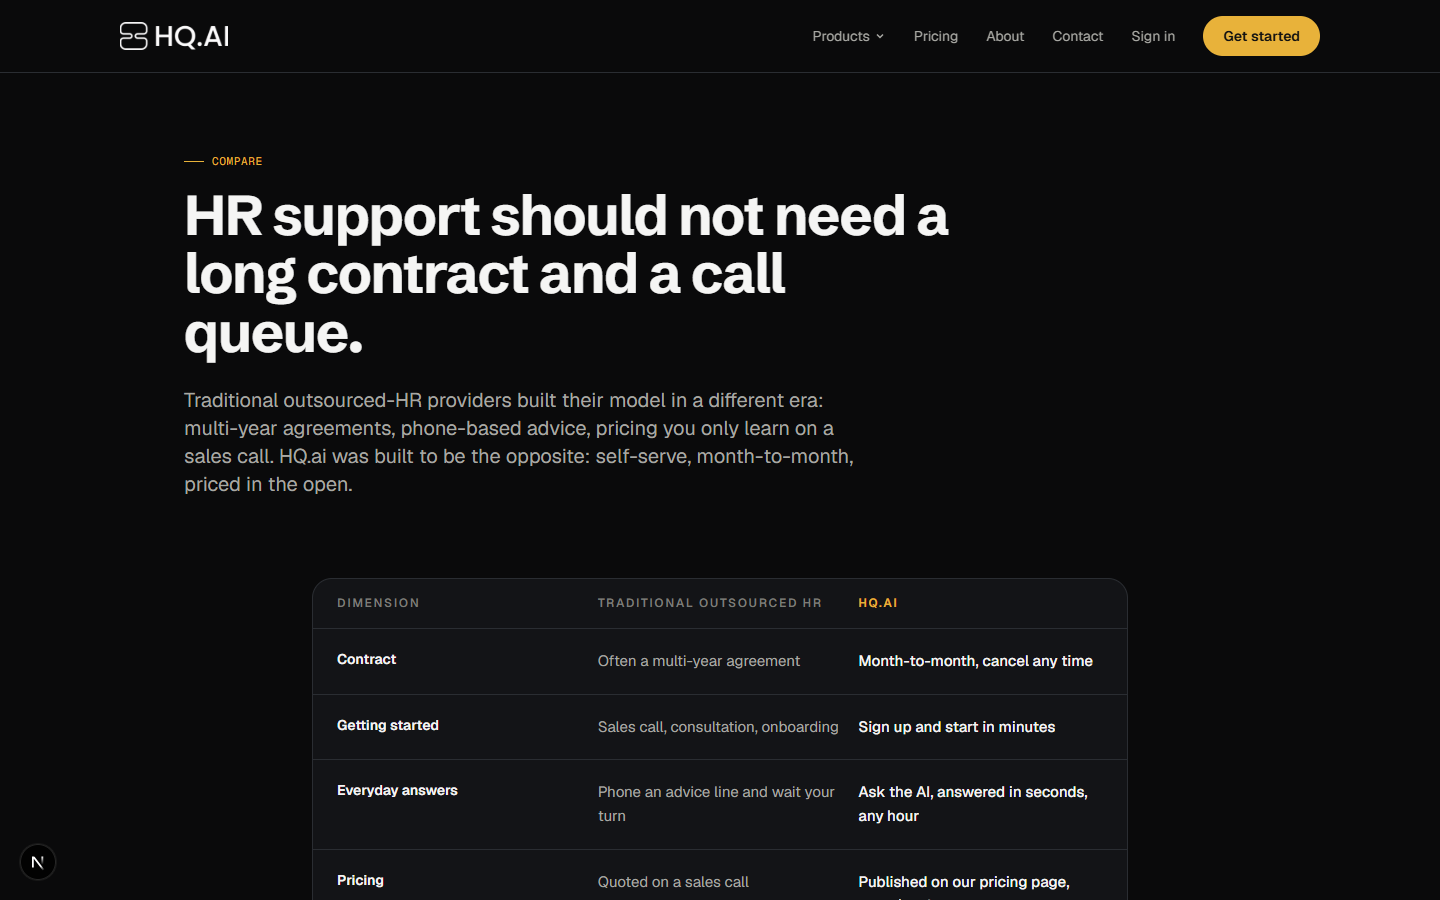 HQ.AI
Products
Pricing
About
Contact
Sign in
Get started
COMPARE
HR support should not need a
long contract and a call
queue.
Traditional outsourced-HR providers built their model in a different era:
multi-year agreements, phone-based advice, pricing you only learn on a
sales call. HQ.ai was built to be the opposite: self-serve, month-to-month,
priced in the open.
DIMENSION
TRADITIONAL OUTSOURCED HR
HQ.AI
Contract
Often a multi-year agreement
Month-to-month, cancel any time
Getting started
Sales call, consultation, onboarding
Sign up and start in minutes
Everyday answers
Phone an advice line and wait your
turn
Ask the AI, answered in seconds,
any hour
Pricing
Quoted on a sales call
Published on our pricing page,
N